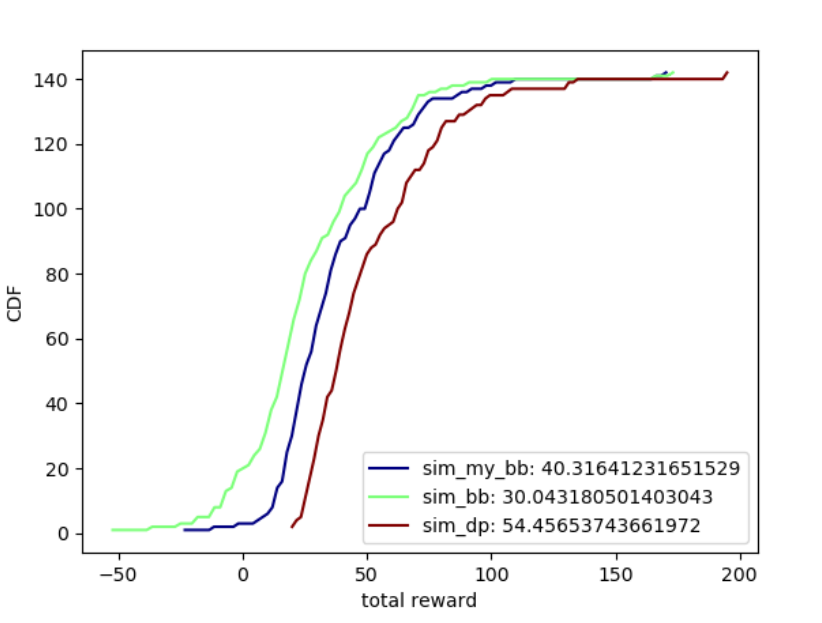 140
120
100
80
60
40
20
0
CDF
sim_my_bb: 40.31641231651529
sim_bb: 30.043180501403043
sim_dp: 54.45653743661972
−50 0 50 100 150 200
total reward